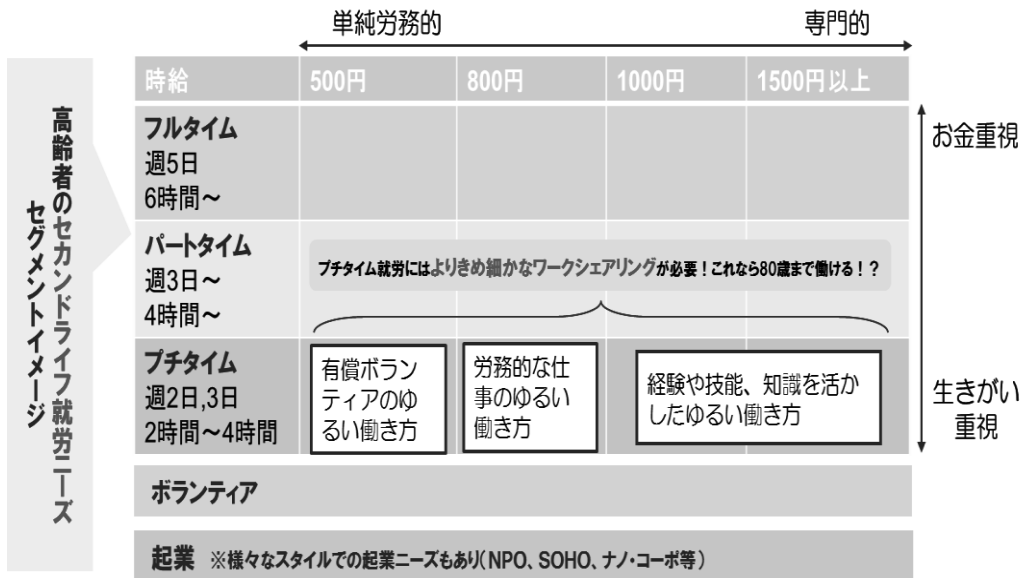 単純労務的
専門的
時給
500円
800円
1000円
1500円以上
高齢者のセカンドライフ就労ニーズ
セグメントイメージ
フルタイム
週5日
6時間～
お金重視
パートタイム
週3日～
4時間～
プチタイム就労にはよりきめ細かなワークシェアリングが必要！これなら80歳まで働ける！？
プチタイム
週2日,3日
2時間～4時間
有償ボラン
ティアのゆ
るい働き方
労務的な仕
事のゆるい
働き方
経験や技能、知識を活か
したゆるい働き方
生きがい
重視
ボランティア
起業 ※様々なスタイルでの起業ニーズもあり（NPO、SOHO、ナノ・コーポ等）